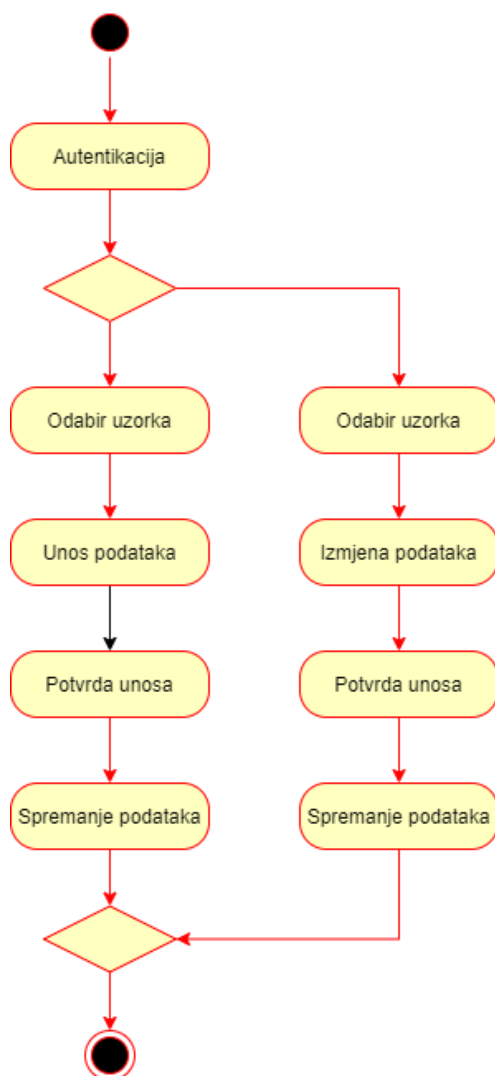 Autentikacija
Odabir uzorka
Odabir uzorka
Unos podataka
Izmjena podataka
Potvrda unosa
Potvrda unosa
Spremanje podataka
Spremanje podataka